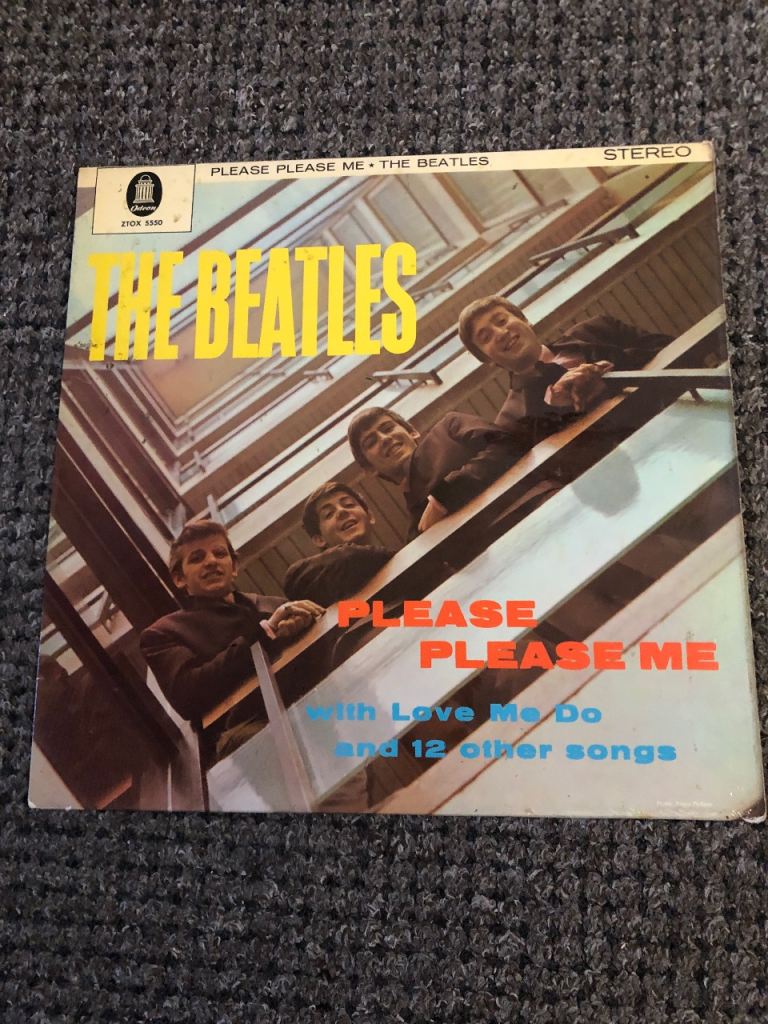 PLEASE PLEASE ME ★ THE BEATLES
STEREO
Odeon
ZTOX 5550
THE BEATLES
PLEASE
PLEASE ME
with Love Me Do
and 12 other songs